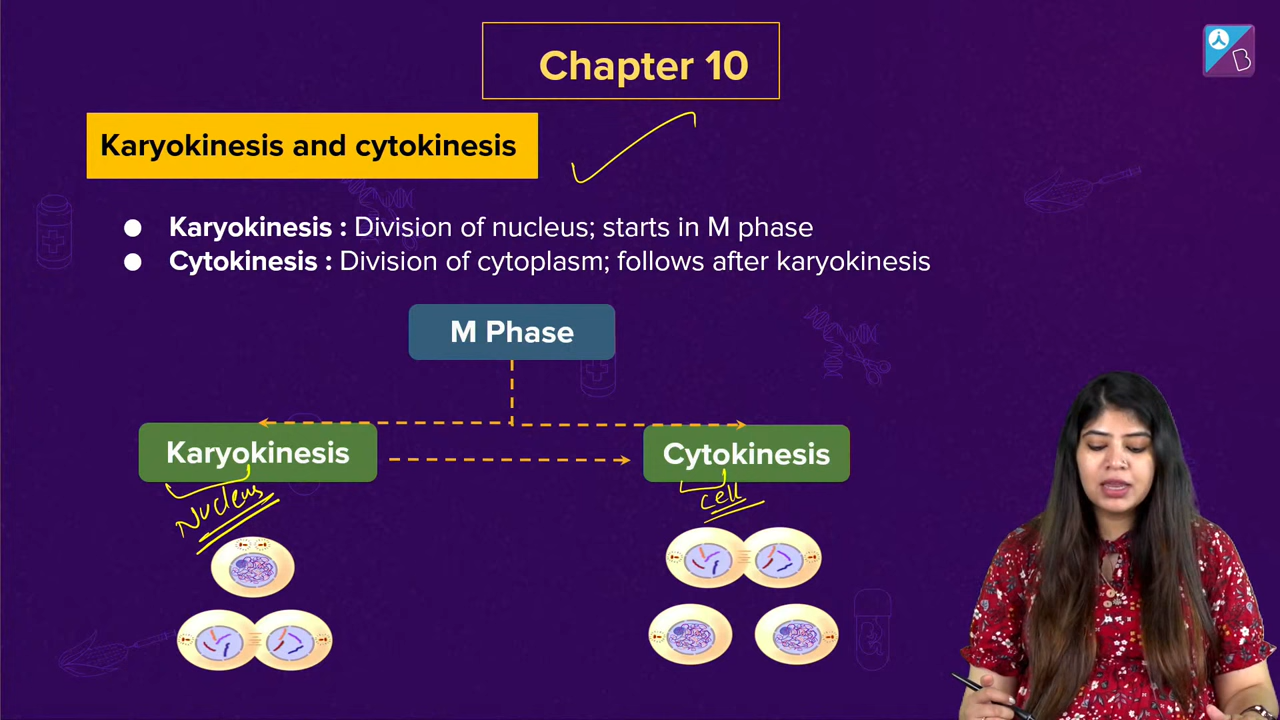 Chapter 10
B
Karyokinesis and cytokinesis
● Karyokinesis : Division of nucleus; starts in M phase
● Cytokinesis : Division of cytoplasm; follows after karyokinesis
M Phase
Karyokinesis
Cytokinesis
Nucleus
cell